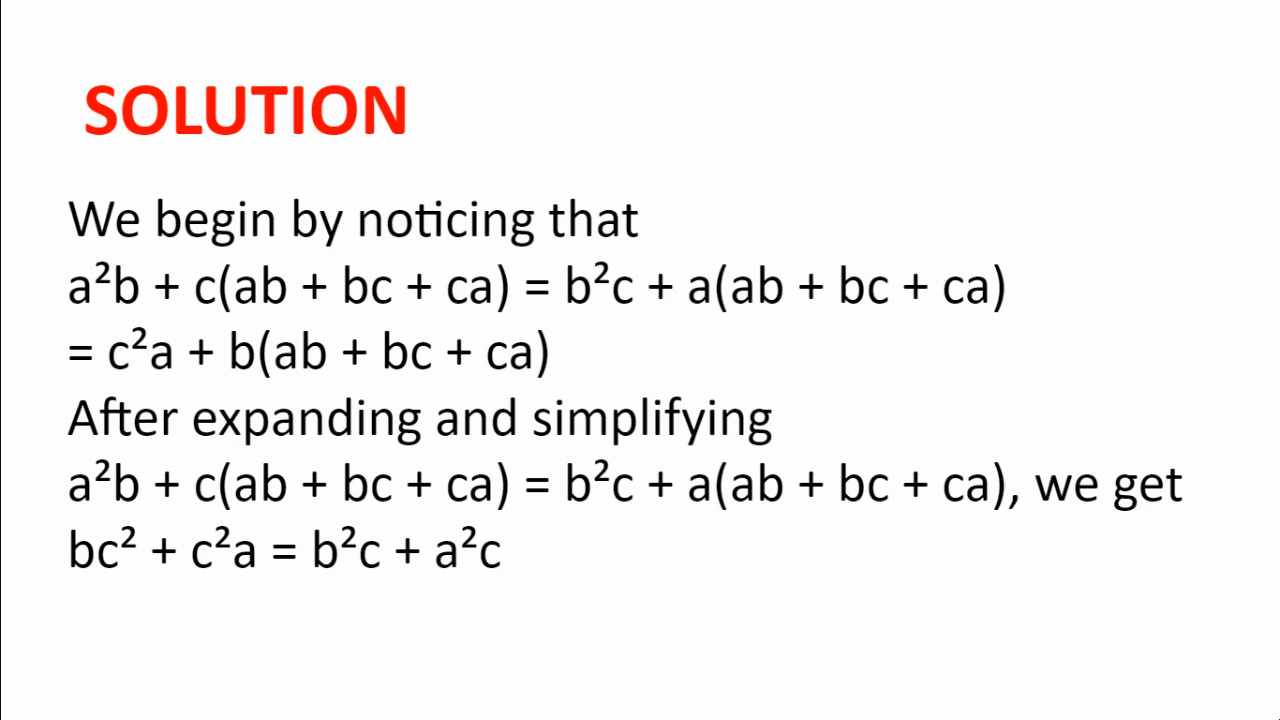 SOLUTION
We begin by noticing that
a²b + c(ab + bc + ca) = b²c + a(ab + bc + ca)
= c²a + b(ab + bc + ca)
After expanding and simplifying
a²b + c(ab + bc + ca) = b²c + a(ab + bc + ca), we get
bc² + c²a = b²c + a²c